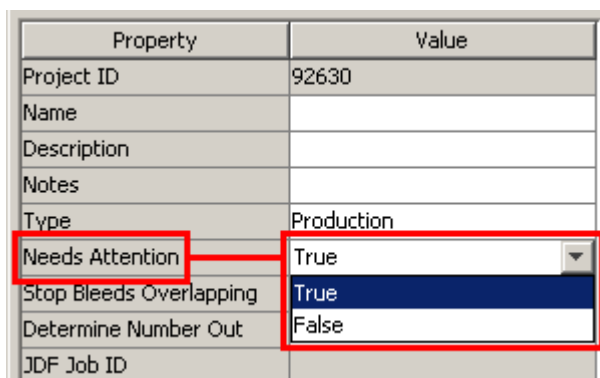 Property Value
Project ID 92630
Name
Description
Notes
Type Production
Needs Attention True
Stop Bleeds Overlapping True
Determine Number Out False
JDF Job ID